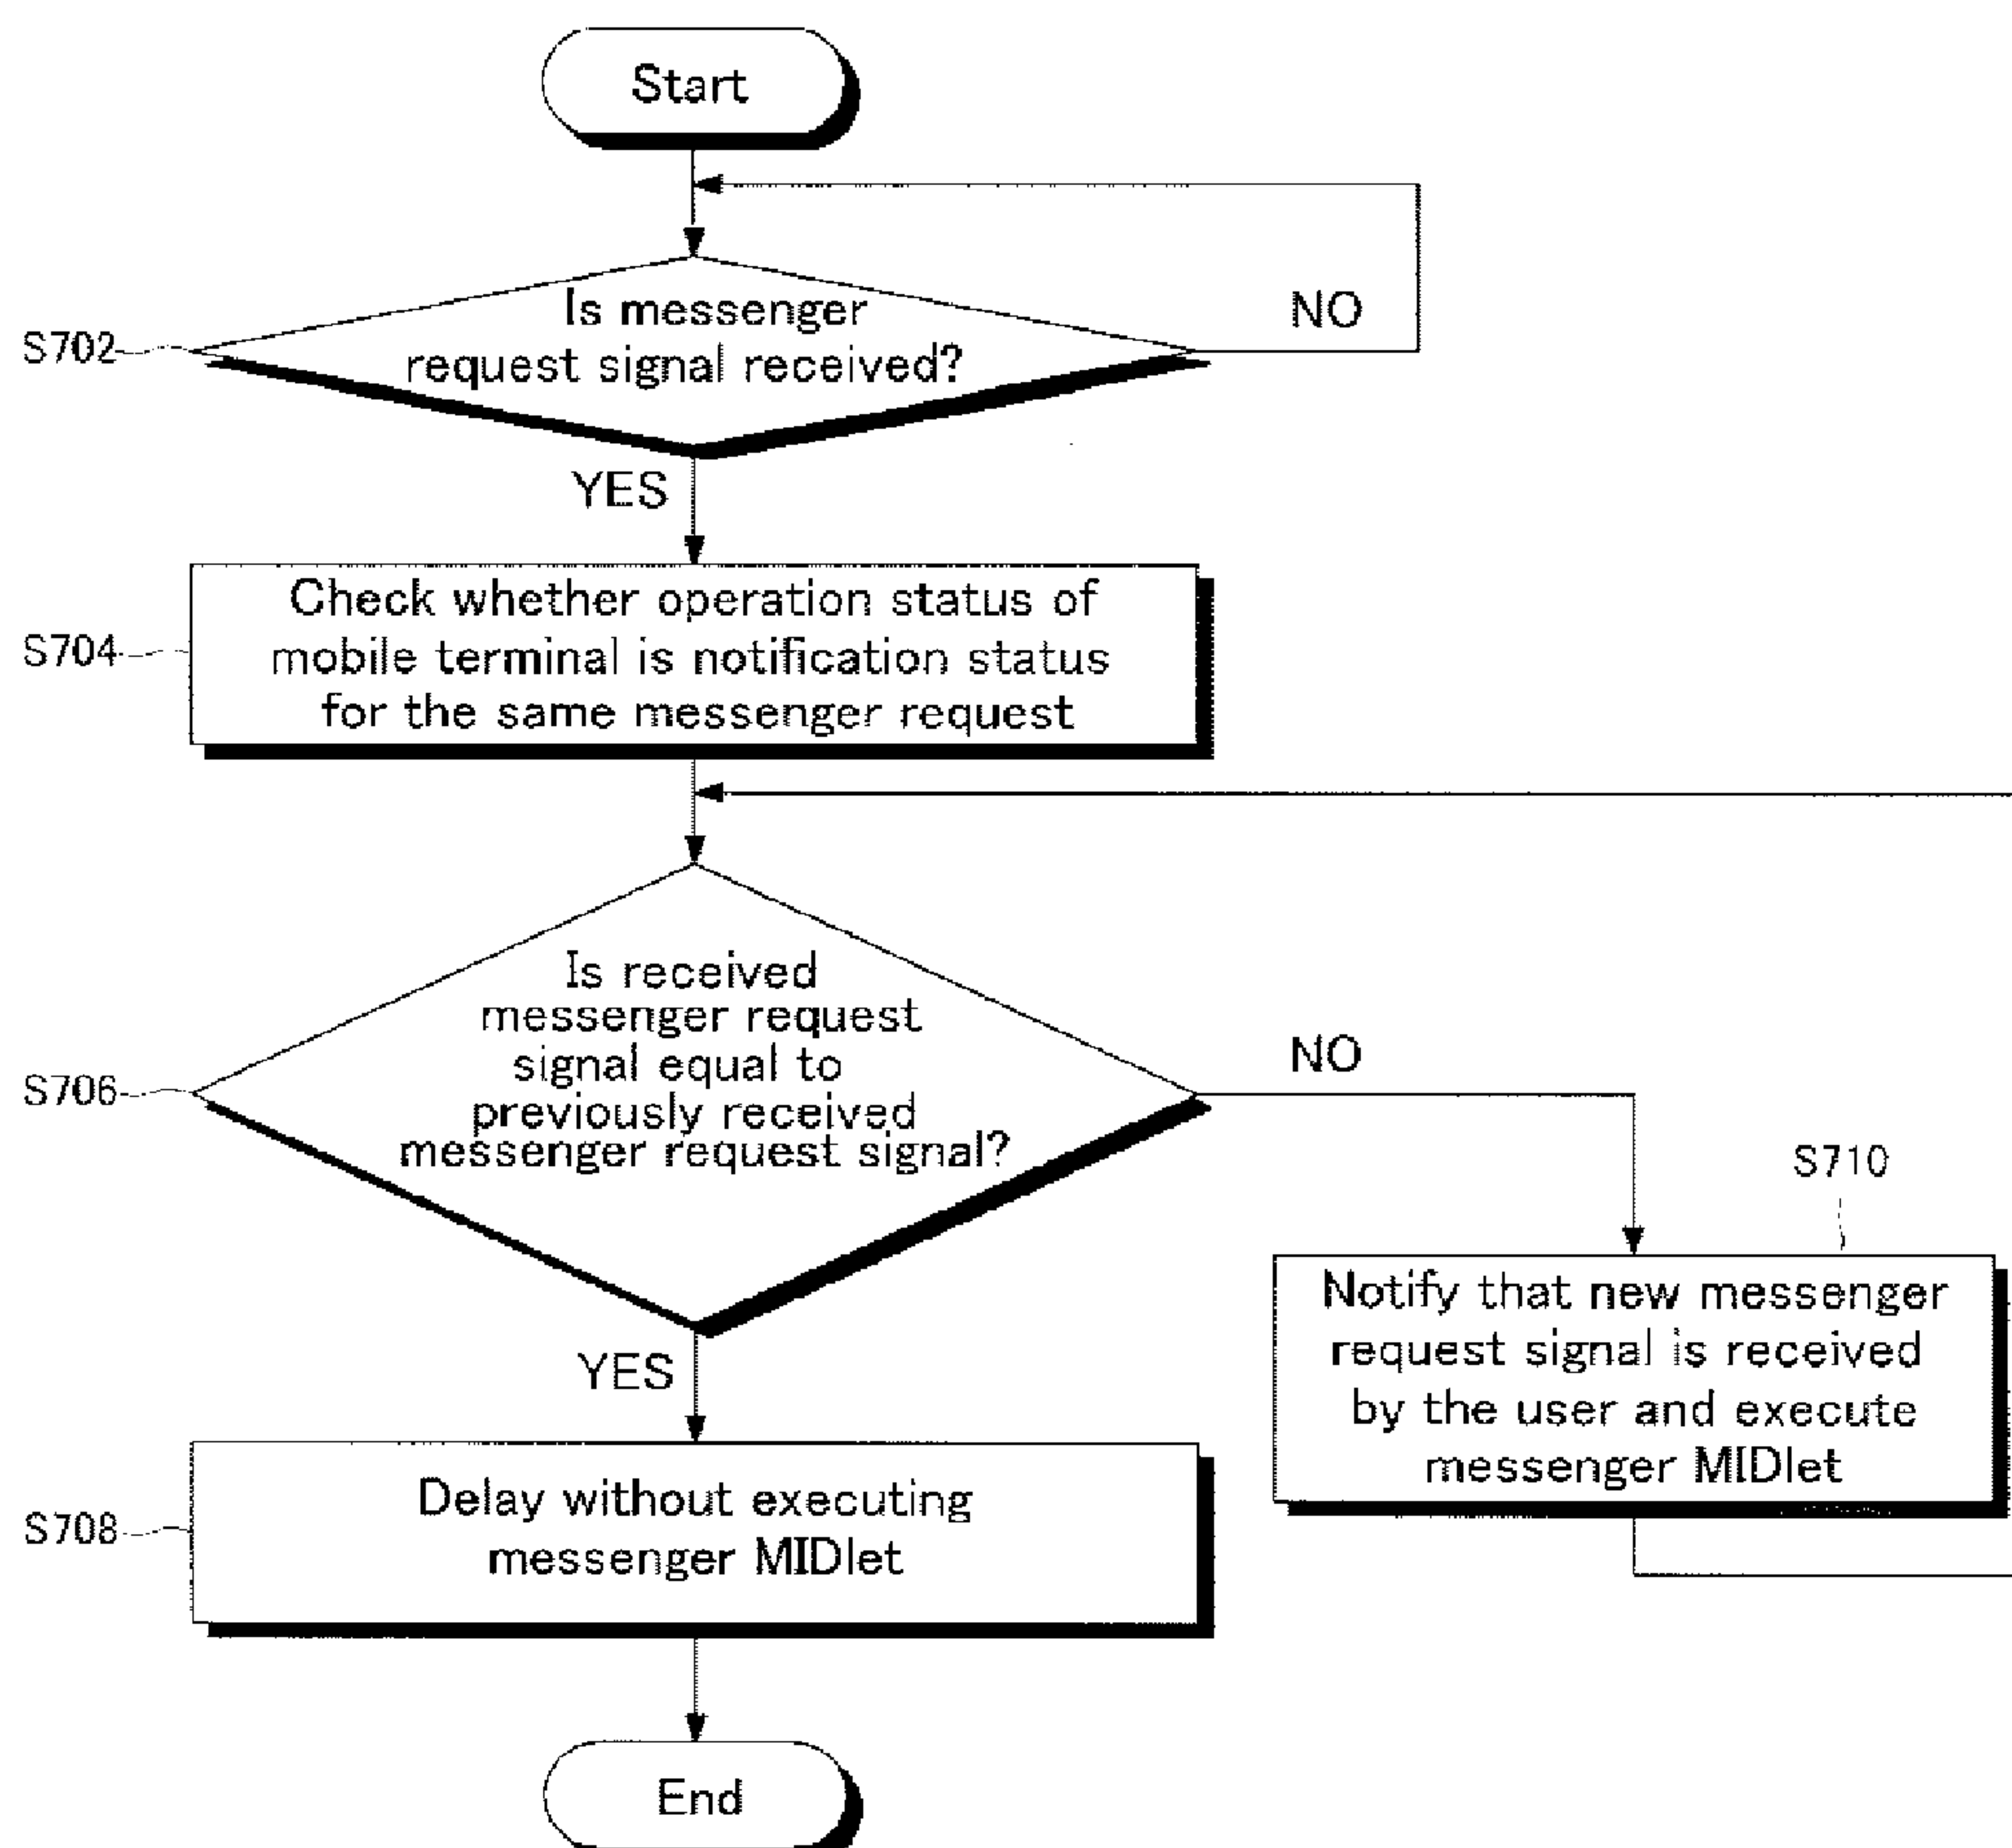 Start
Is messenger
request signal received?
NO
S702
YES
Check whether operation status of
mobile terminal is notification status
for the same messenger request
S704
Is received
messenger request
signal equal to
previously received
messenger request signal?
NO
S706
YES
S710
Notify that new messenger
request signal is received
by the user and execute
messenger MIDlet
Delay without executing
messenger MIDlet
S708
End